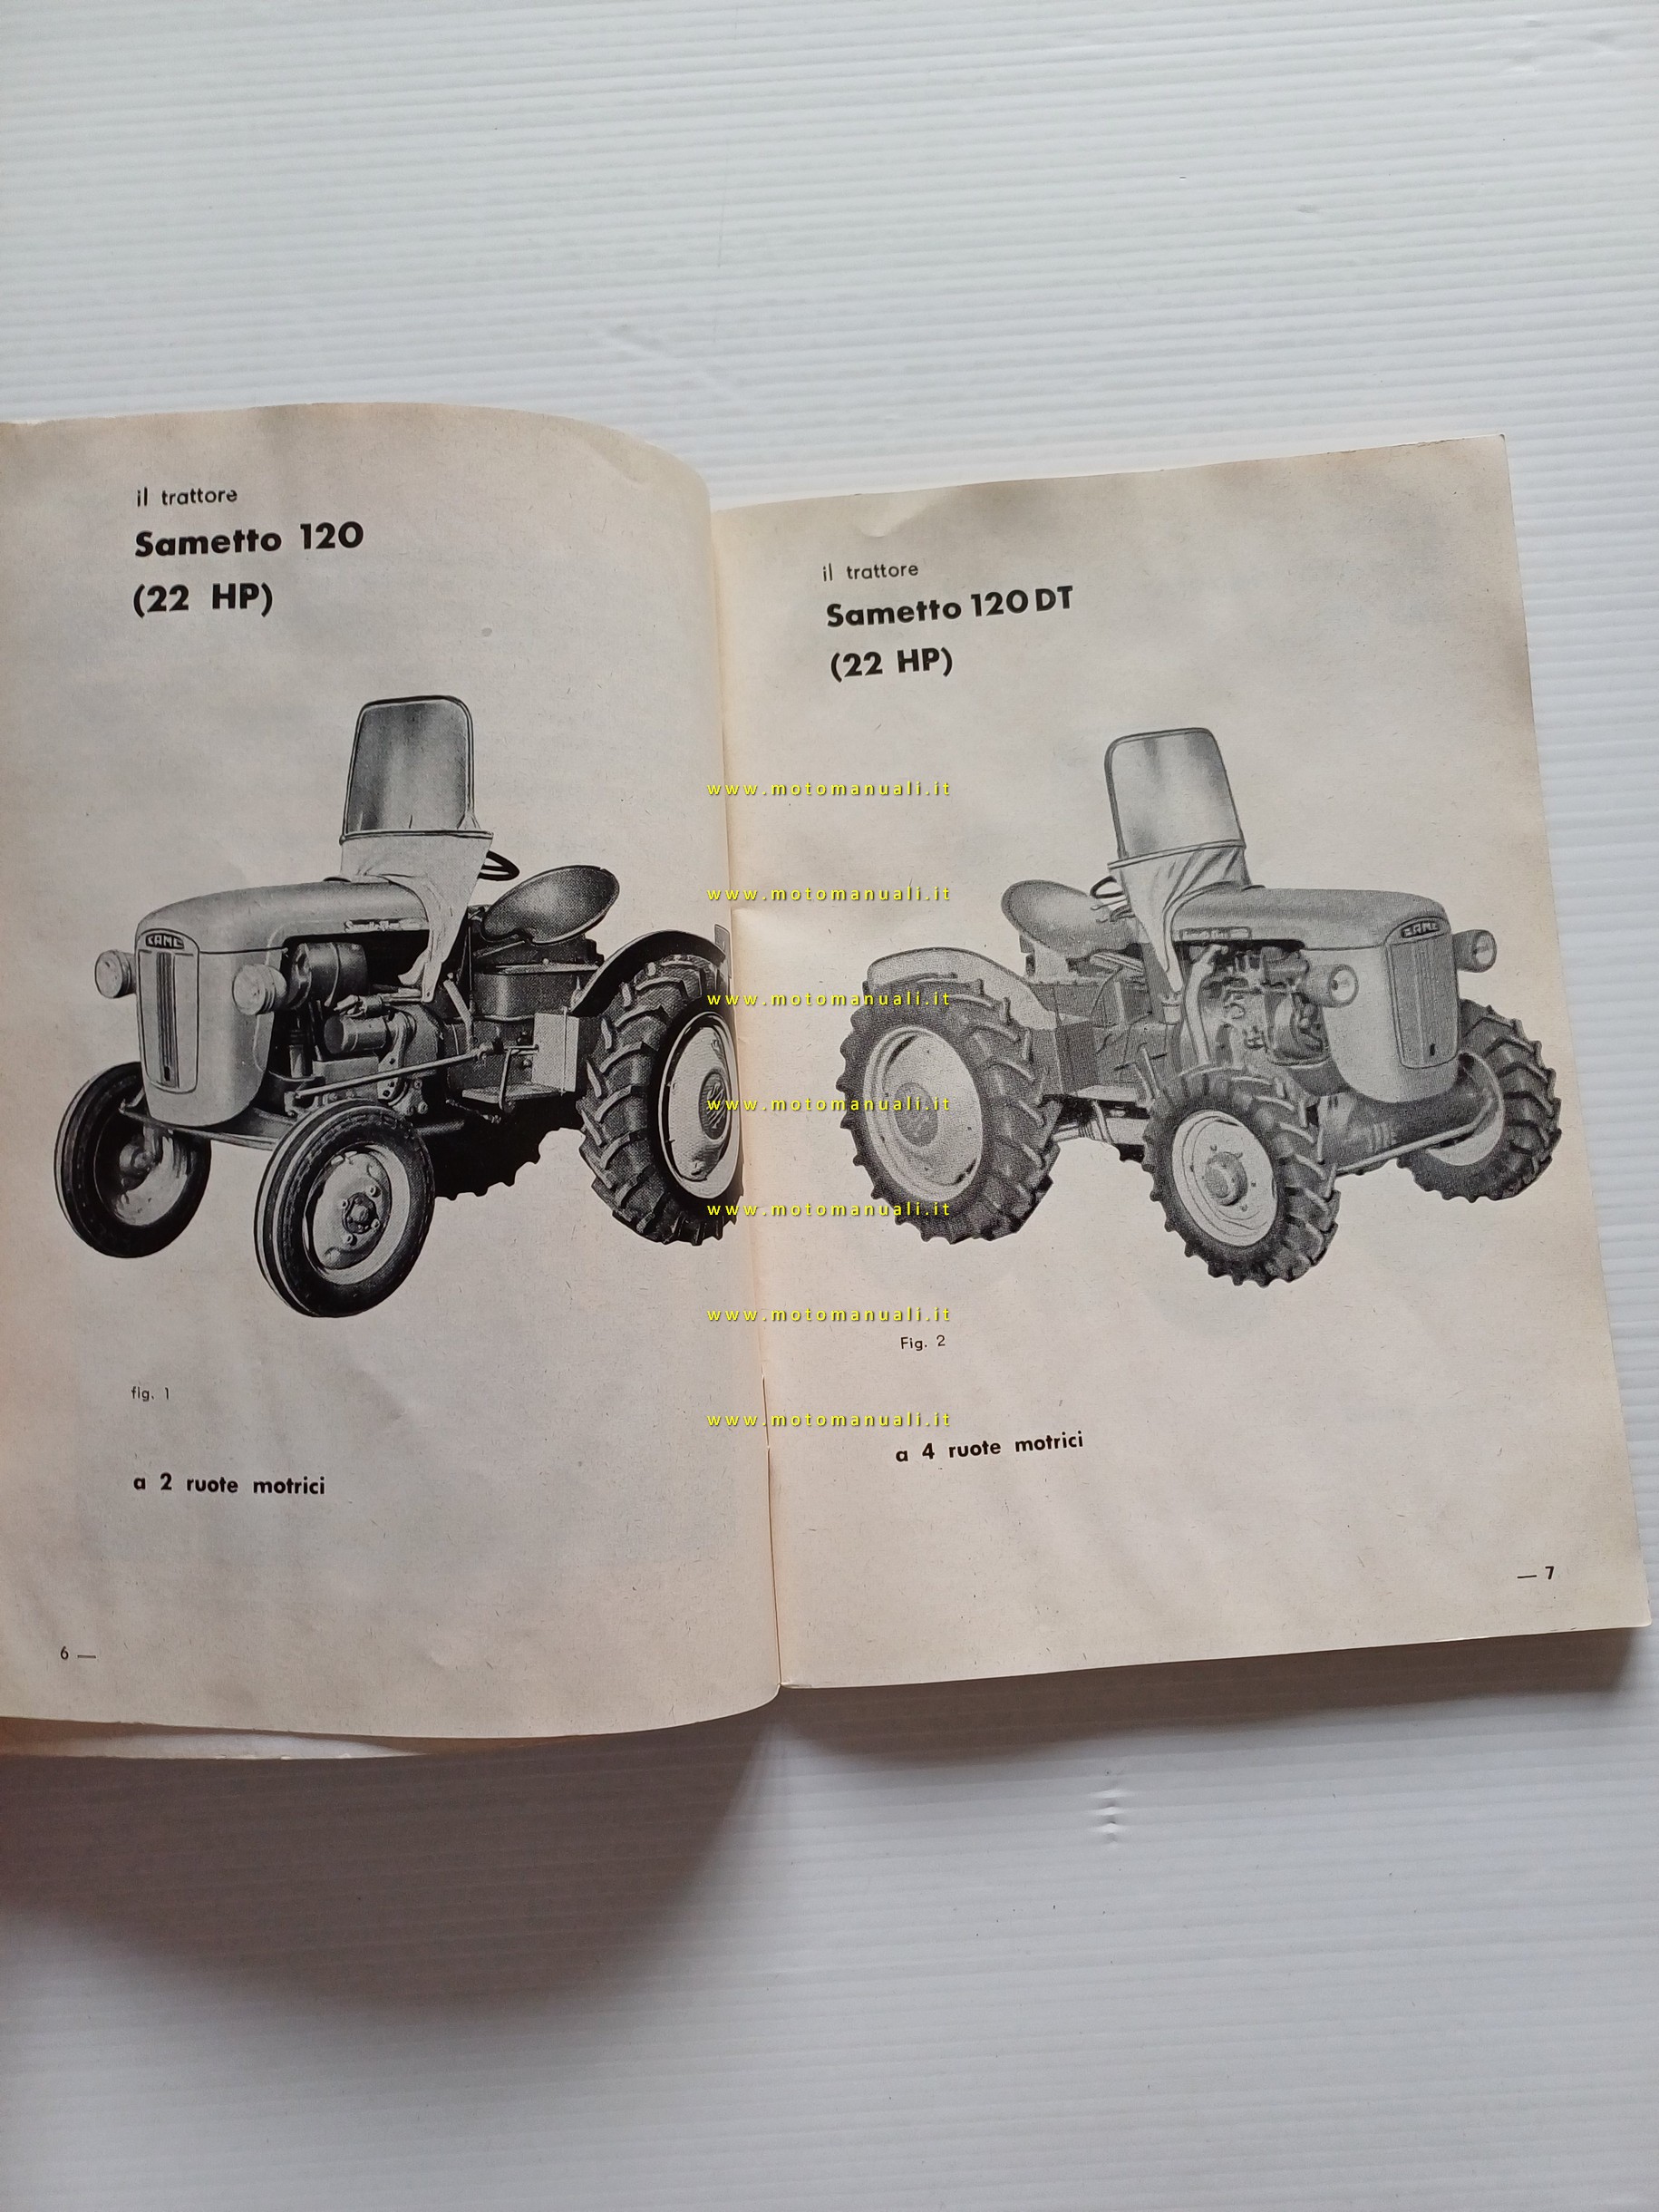 il trattore
Sametto 120
(22 HP)
fig. 1
a 2 ruote motrici
6 —
il trattore
Sametto 120 DT
(22 HP)
Fig. 2
a 4 ruote motrici
— 7
www.motomanuali.it
www.motomanuali.it
www.motomanuali.it
www.motomanuali.it
www.motomanuali.it
www.motomanuali.it
www.motomanuali.it